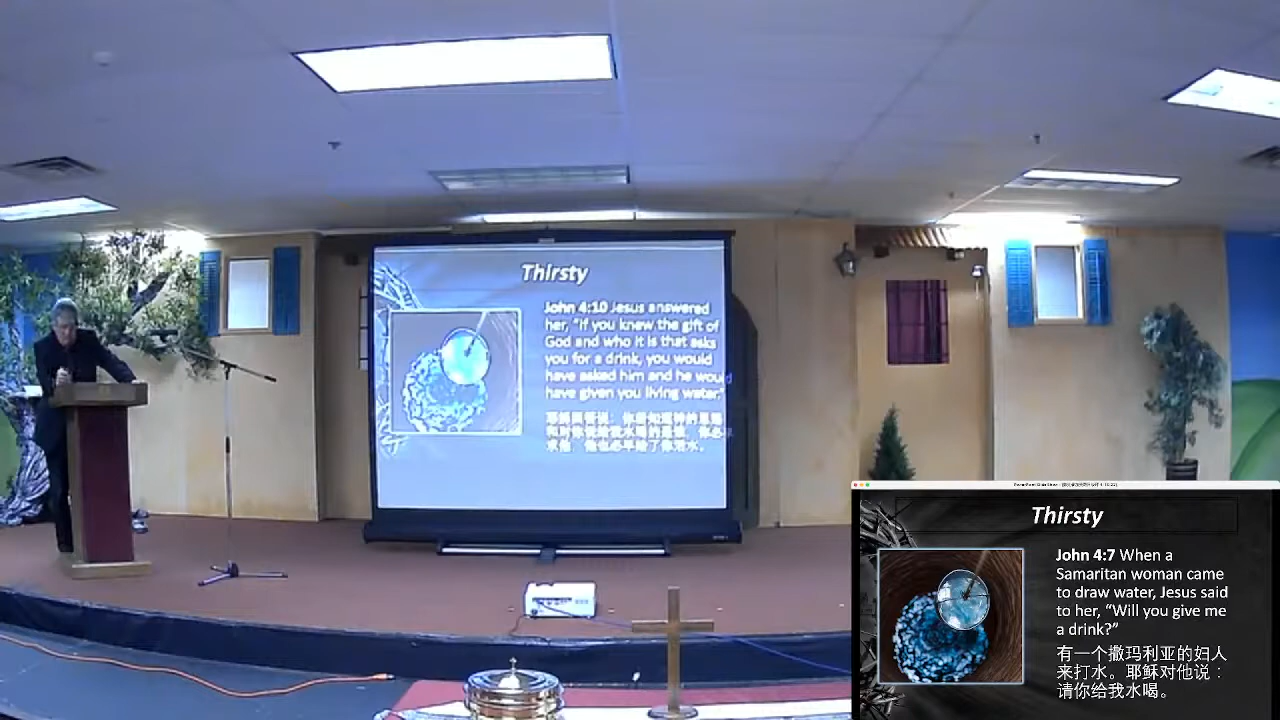 Thirsty
John 4:10 Jesus answered
her, "If you knew the gift of
God and who it is that asks
you for a drink, you would
have asked him and he would
have given you living water."
Thirsty
John 4:7 When a
Samaritan woman came
to draw water, Jesus said
to her, “Will you give me
a drink?”
有一个撒玛利亚的妇人
来打水。耶稣对他说：
请你给我水喝。